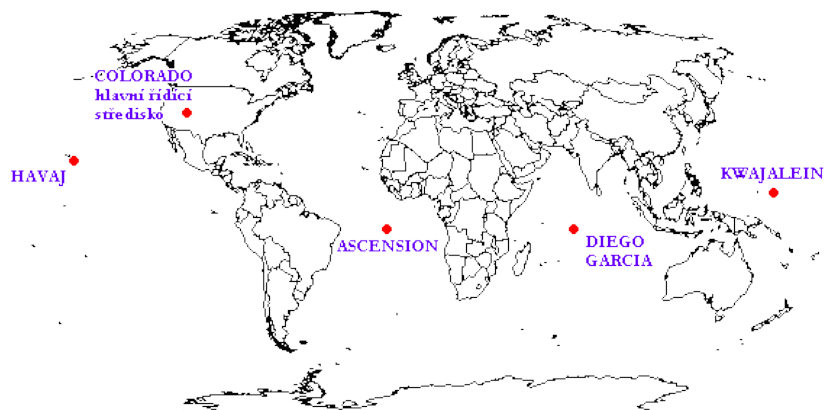 COLORADO
hlavní řídicí
středisko
HAVAJ
ASCENSION
DIEGO
GARCIA
KWAJALEIN